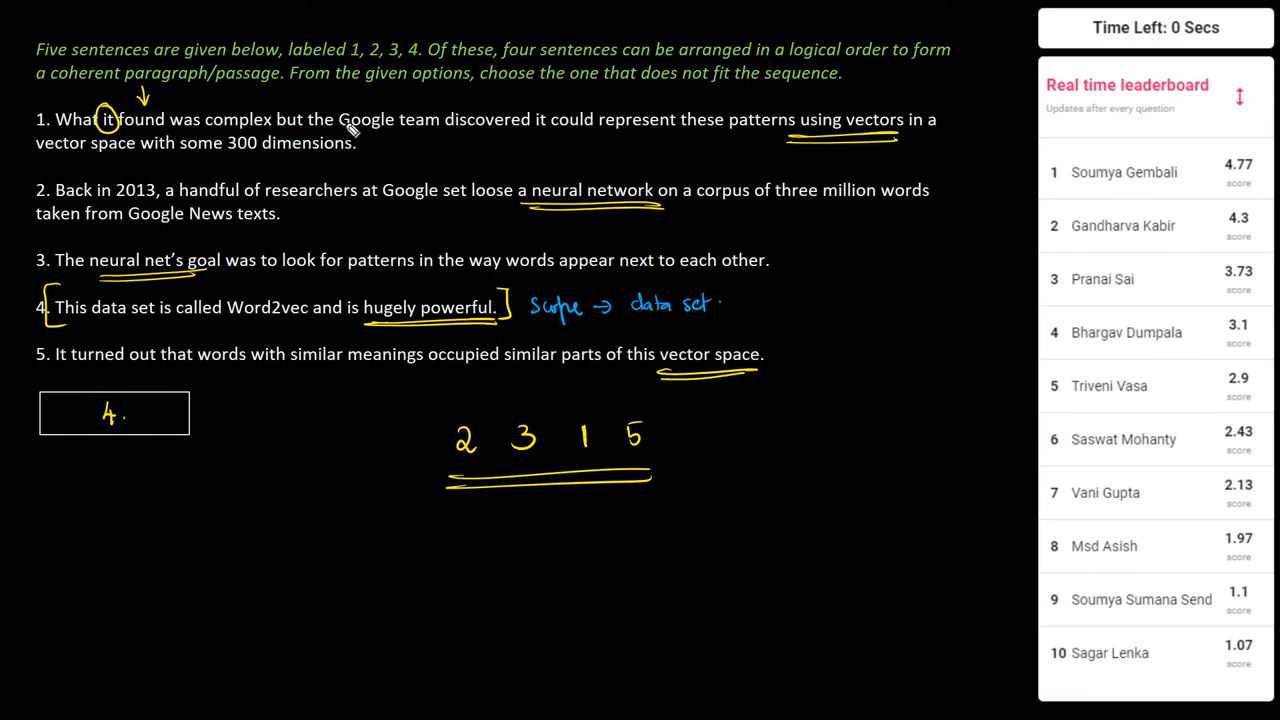 Five sentences are given below, labeled 1, 2, 3, 4. Of these, four sentences can be arranged in a logical order to form
a coherent paragraph/passage. From the given options, choose the one that does not fit the sequence.
1. What it found was complex but the Google team discovered it could represent these patterns using vectors in a
vector space with some 300 dimensions.
2. Back in 2013, a handful of researchers at Google set loose a neural network on a corpus of three million words
taken from Google News texts.
3. The neural net's goal was to look for patterns in the way words appear next to each other.
4. This data set is called Word2vec and is hugely powerful. scope → data set.
5. It turned out that words with similar meanings occupied similar parts of this vector space.
4.
2 3 1 5
Time Left: 0 Secs
Real time leaderboard
Updates after every question
1 Soumya Gembali 4.77
score
2 Gandharva Kabir 4.3
score
3 Pranai Sai 3.73
score
4 Bhargav Dumpala 3.1
score
5 Triveni Vasa 2.9
score
6 Saswat Mohanty 2.43
score
7 Vani Gupta 2.13
score
8 Msd Asish 1.97
score
9 Soumya Sumana Send 1.1
score
10 Sagar Lenka 1.07
score